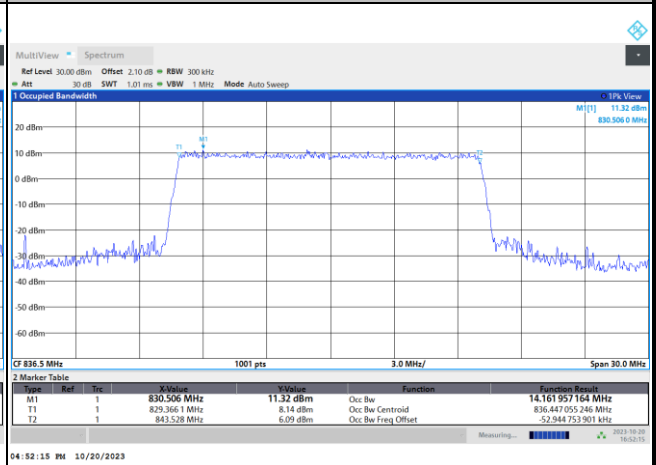 MultiView Spectrum
Ref Level 30.00 dBm Offset 2.10 dB RBW 300 kHz
Att 30 dB SWT 1.01 ms VBW 1 MHz Mode Auto Sweep
1 Occupied Bandwidth 1Pk View
M1[1] 11.32 dBm
830.506 0 MHz
20 dBm
M1
T1 T2
10 dBm
0 dBm
-10 dBm
-20 dBm
-30 dBm
-40 dBm
-50 dBm
-60 dBm
CF 836.5 MHz 1001 pts 3.0 MHz/ Span 30.0 MHz
2 Marker Table
Type Ref Trc X-Value Y-Value Function Function Result
M1 1 830.506 MHz 11.32 dBm Occ Bw 14.161 957 164 MHz
T1 1 829.366 1 MHz 8.14 dBm Occ Bw Centroid 836.447 055 246 MHz
T2 1 843.528 MHz 6.09 dBm Occ Bw Freq Offset -52.944 753 901 kHz
Measuring... 2023-10-20
16:52:15
04:52:15 PM 10/20/2023